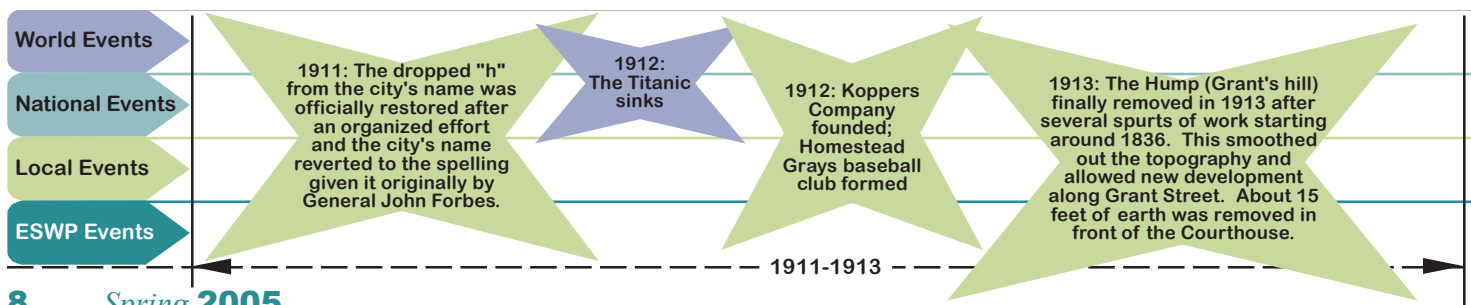 World Events
National Events
Local Events
ESWP Events
1911: The dropped "h"
from the city's name was
officially restored after
an organized effort
and the city's name
reverted to the spelling
given it originally by
General John Forbes.
1912:
The Titanic
sinks
1912: Koppers
Company
founded;
Homestead
Grays baseball
club formed
1913: The Hump (Grant's hill)
finally removed in 1913 after
several spurts of work starting
around 1836.  This smoothed
out the topography and
allowed new development
along Grant Street.  About 15
feet of earth was removed in
front of the Courthouse.
1911-1913
8 Spring 2005